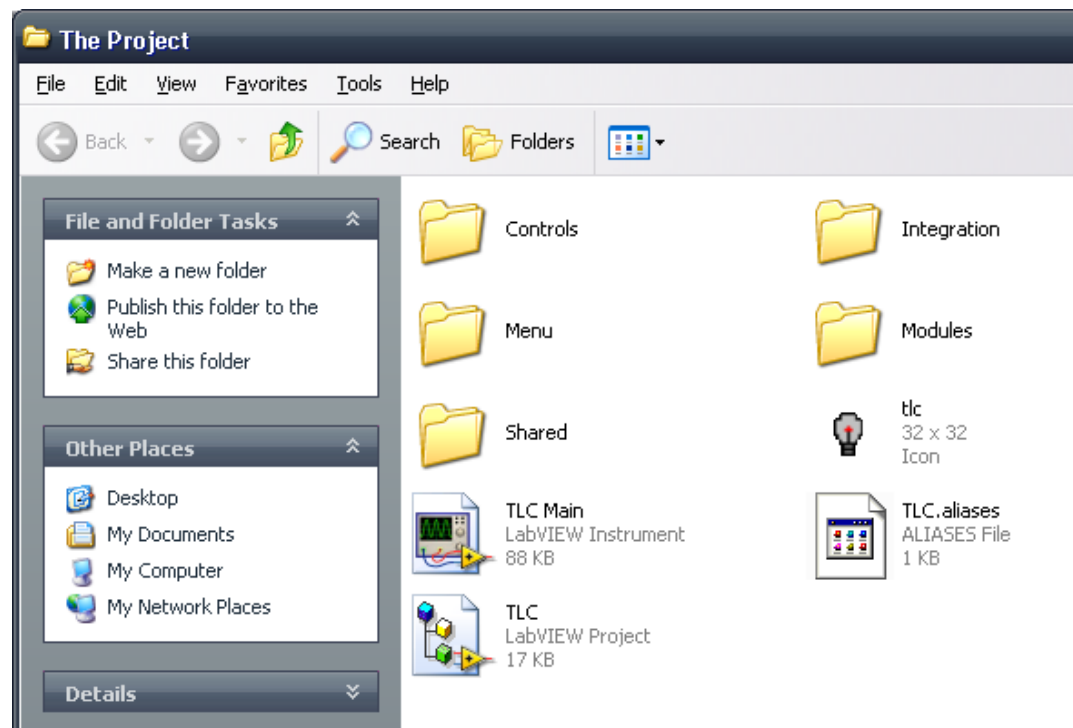 The Project
File Edit View Favorites Tools Help
Back Search Folders
File and Folder Tasks
Make a new folder
Publish this folder to the
Web
Share this folder
Other Places
Desktop
My Documents
My Computer
My Network Places
Details
Controls
Integration
Menu
Modules
Shared
tlc
32 x 32
Icon
TLC Main
LabVIEW Instrument
88 KB
TLC.aliases
ALIASES File
1 KB
TLC
LabVIEW Project
17 KB